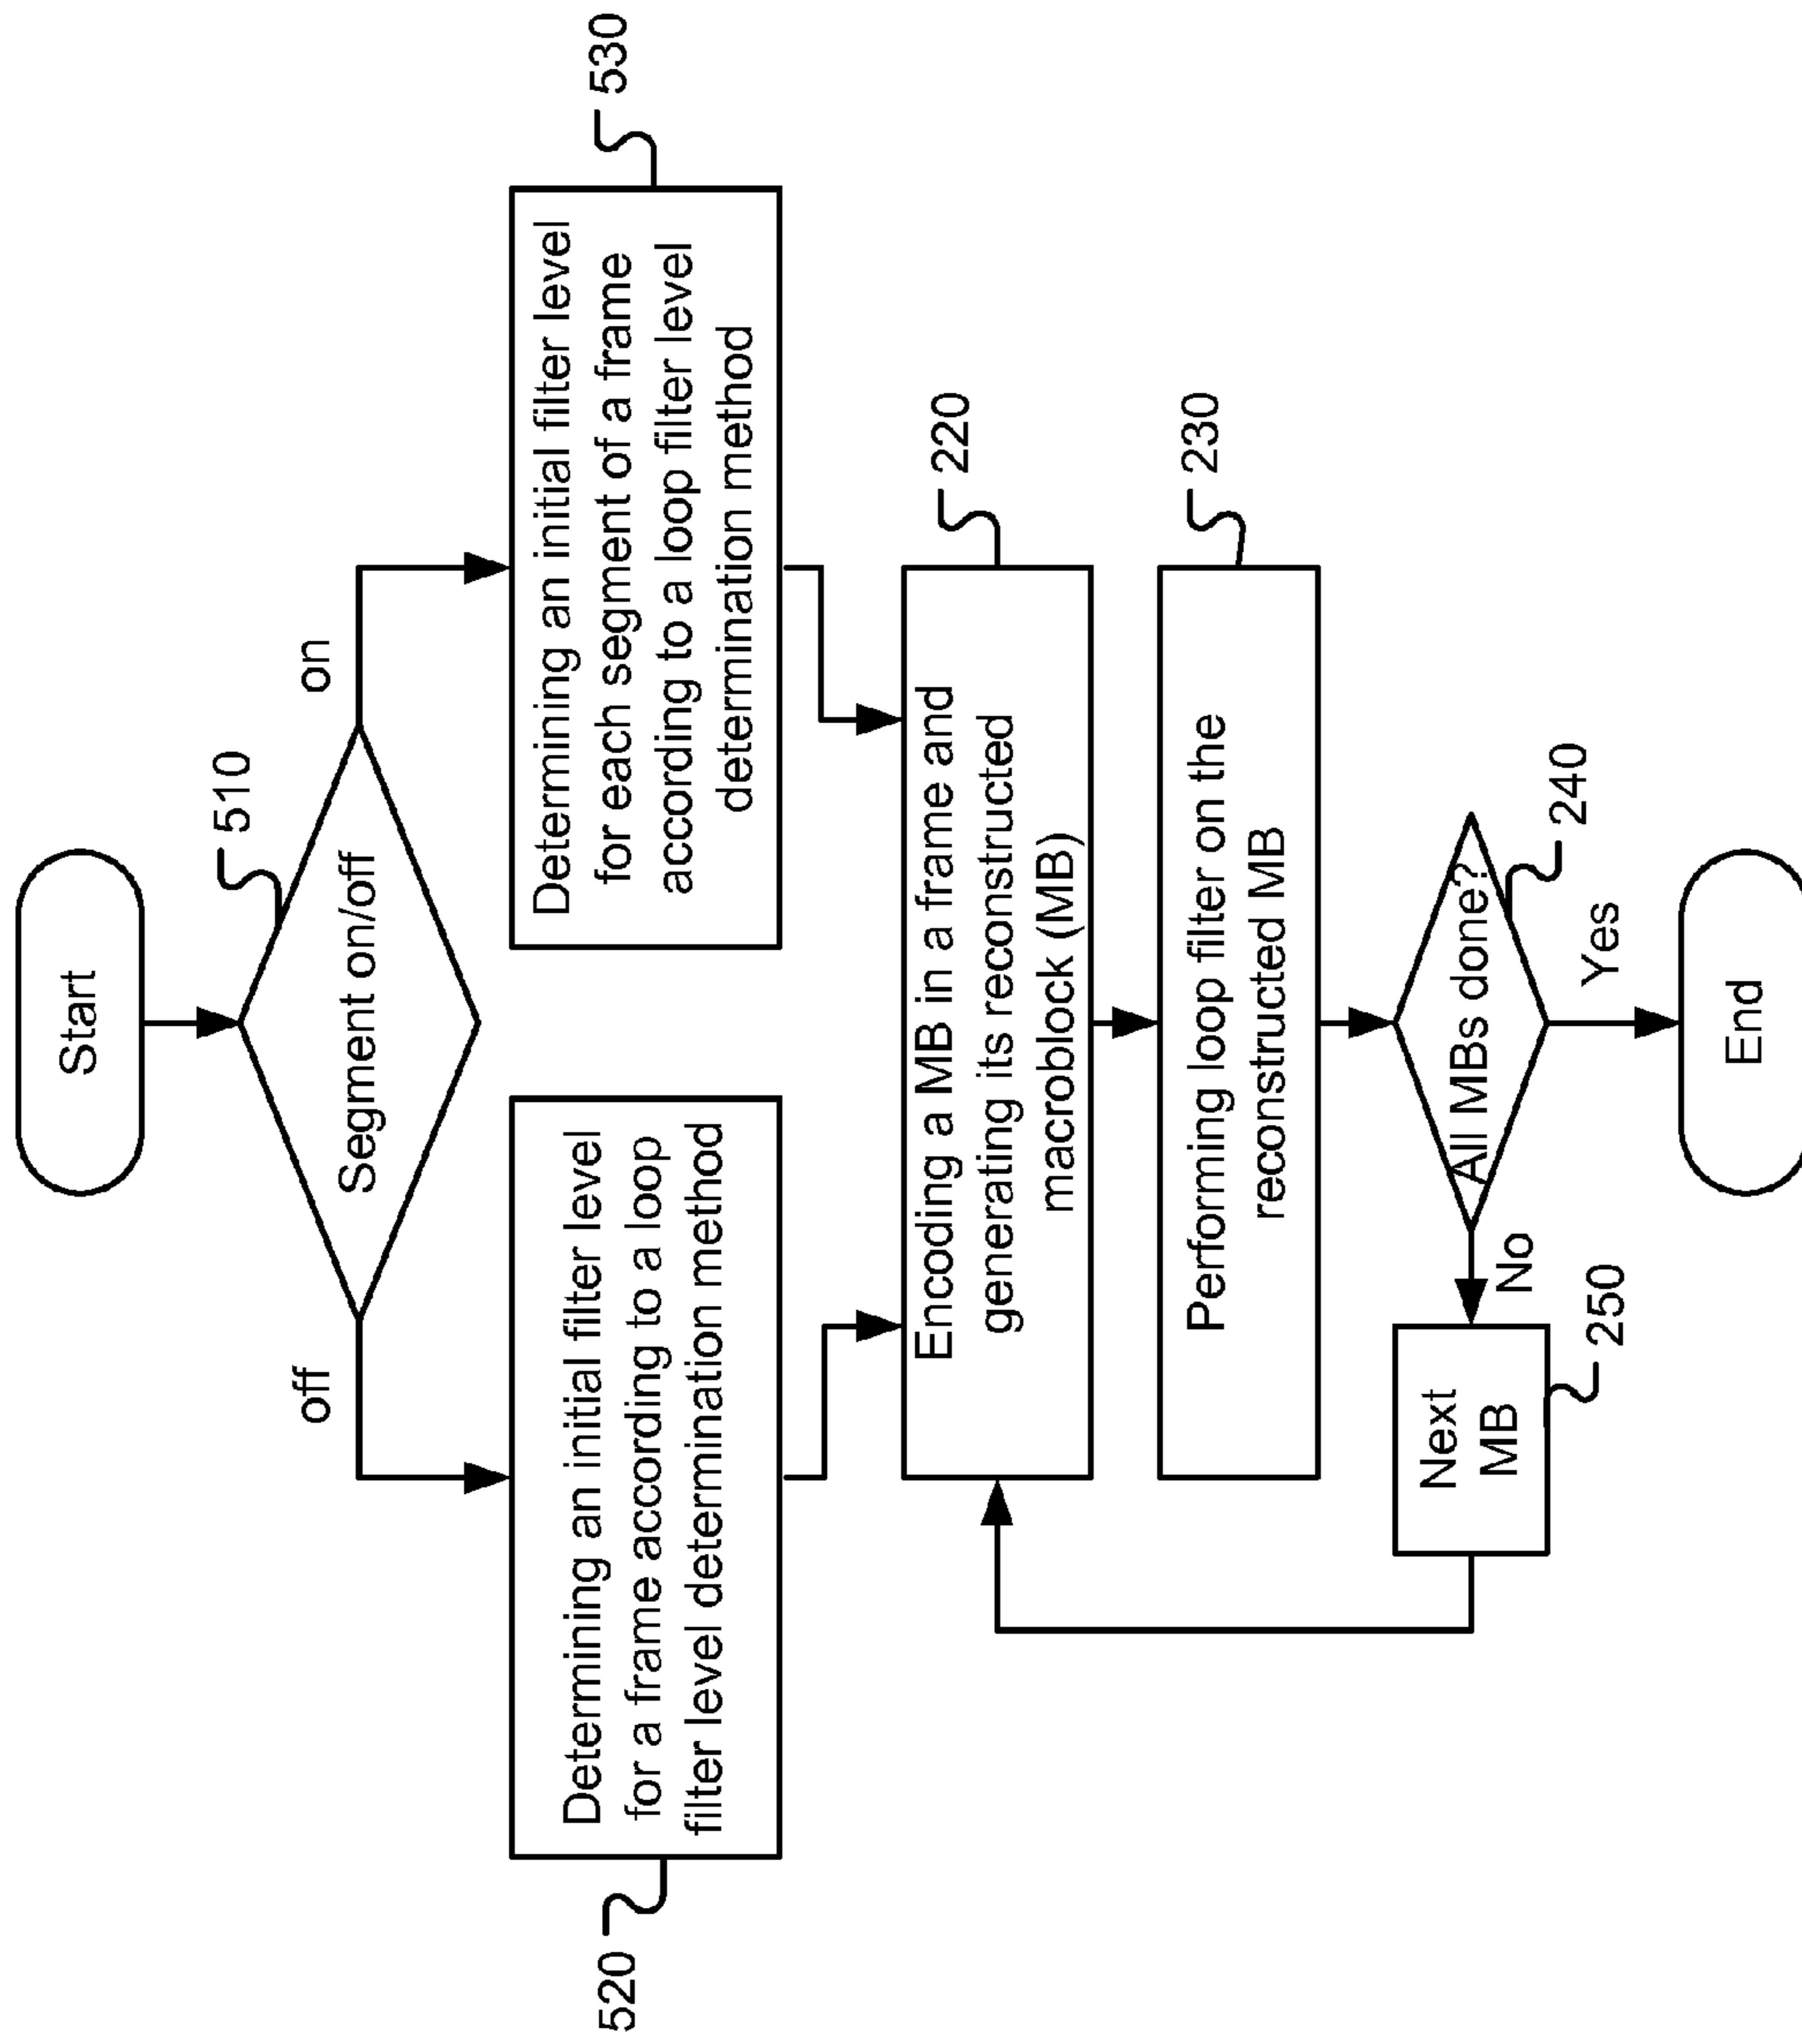 Start
510
Segment on/off
off
on
520
Determining an initial filter level
for a frame according to a loop
filter level determination method
530
Determining an initial filter level
for each segment of a frame
according to a loop filter level
determination method
Encoding a MB in a frame and
generating its reconstructed
macroblock (MB)
220
Performing loop filter on the
reconstructed MB
230
All MBs done?
240
No
Next
MB
250
Yes
End